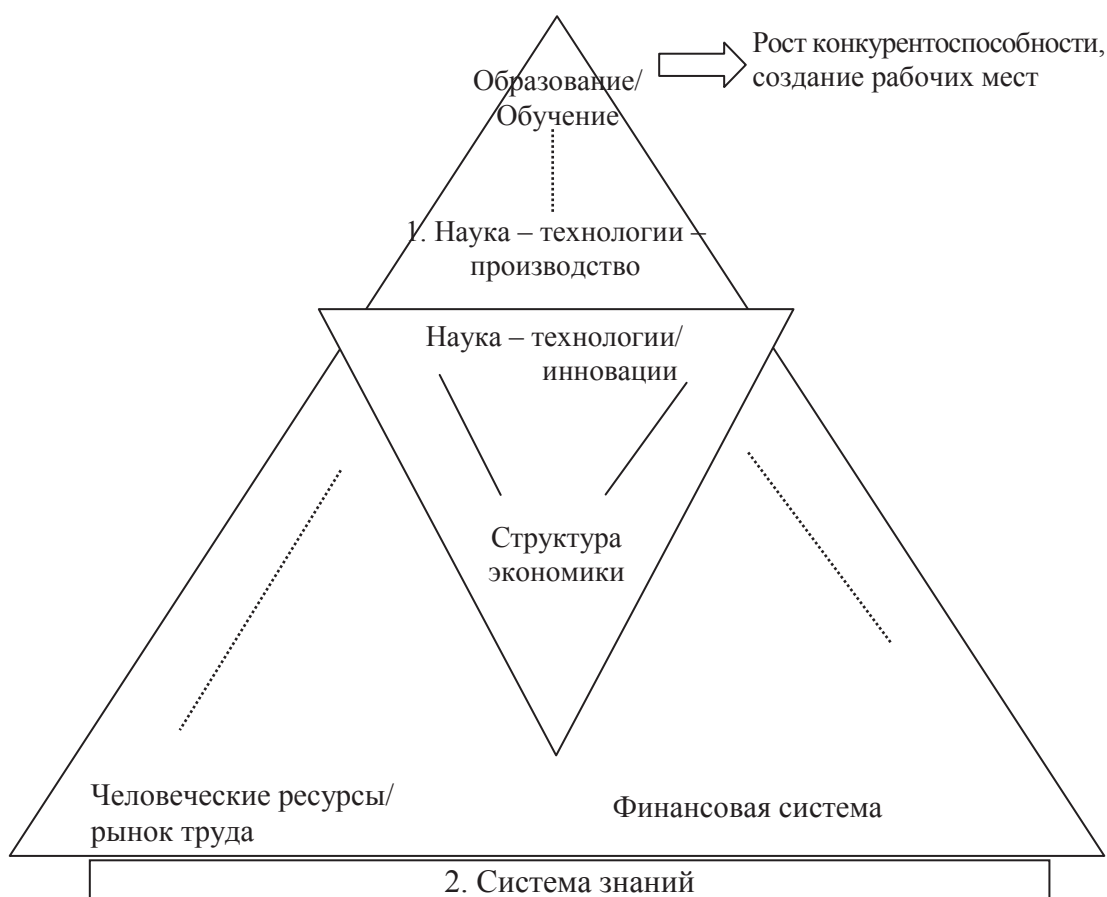 Рост конкурентоспособности,
создание рабочих мест
Образование/
Обучение
1. Наука – технологии –
производство
Наука – технологии/
инновации
Структура
экономики
Человеческие ресурсы/
рынок труда
Финансовая система
2. Система знаний